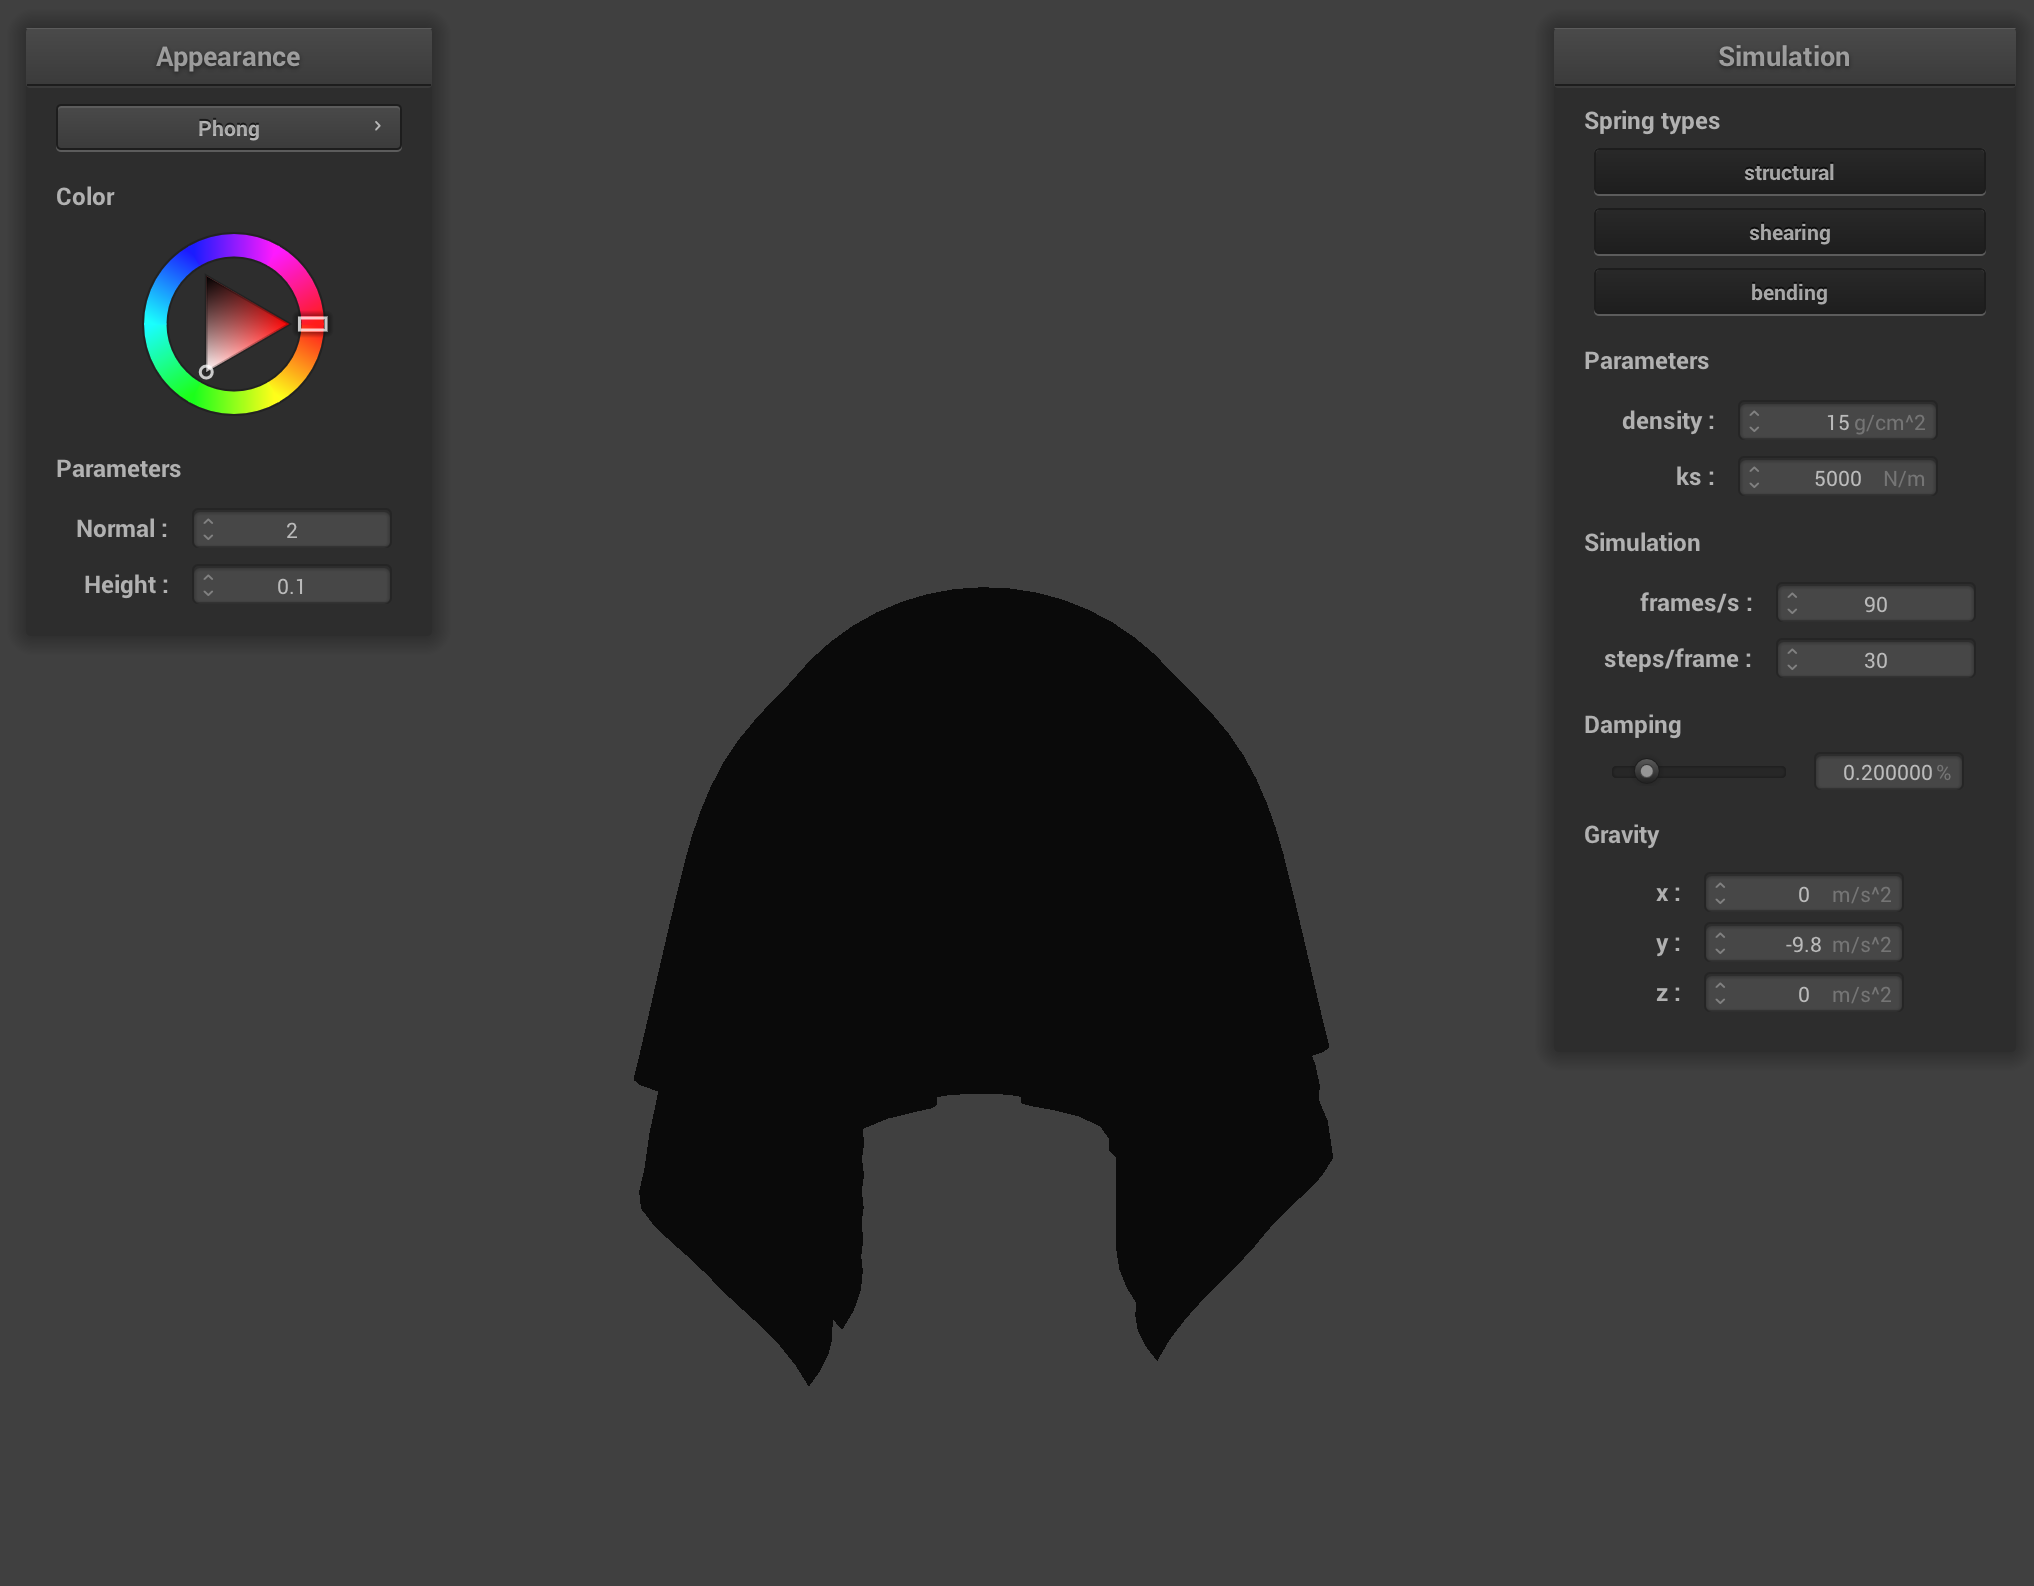 Appearance
Phong
Color
Parameters
Normal : 2
Height : 0.1
Simulation
Spring types
structural
shearing
bending
Parameters
density : 15 g/cm^2
ks : 5000 N/m
Simulation
frames/s : 90
steps/frame : 30
Damping
0.200000 %
Gravity
x : 0 m/s^2
y : -9.8 m/s^2
z : 0 m/s^2